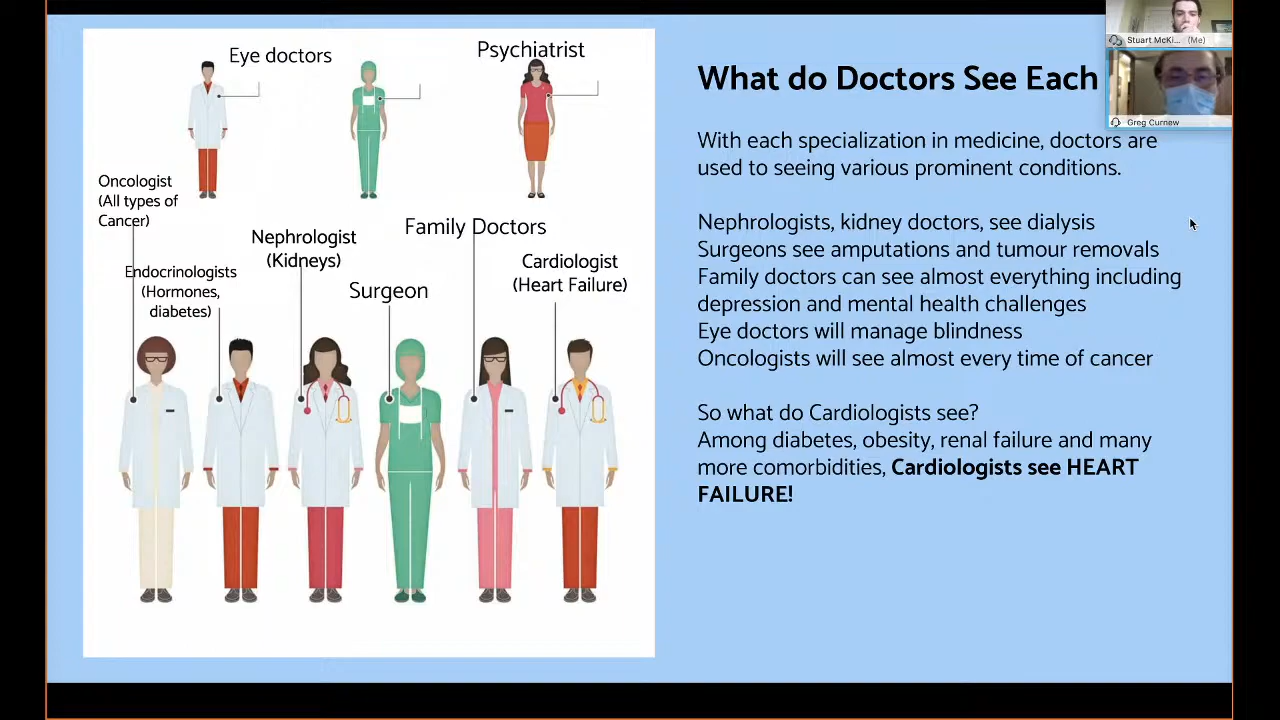 Eye doctors
Psychiatrist
Oncologist
(All types of
Cancer)
Endocrinologists
(Hormones,
diabetes)
Nephrologist
(Kidneys)
Surgeon
Family Doctors
Cardiologist
(Heart Failure)
What do Doctors See Each
With each specialization in medicine, doctors are
used to seeing various prominent conditions.
Nephrologists, kidney doctors, see dialysis
Surgeons see amputations and tumour removals
Family doctors can see almost everything including
depression and mental health challenges
Eye doctors will manage blindness
Oncologists will see almost every time of cancer
So what do Cardiologists see?
Among diabetes, obesity, renal failure and many
more comorbidities, Cardiologists see HEART
FAILURE!
Stuart McKi... (Me)
Greg Curnew